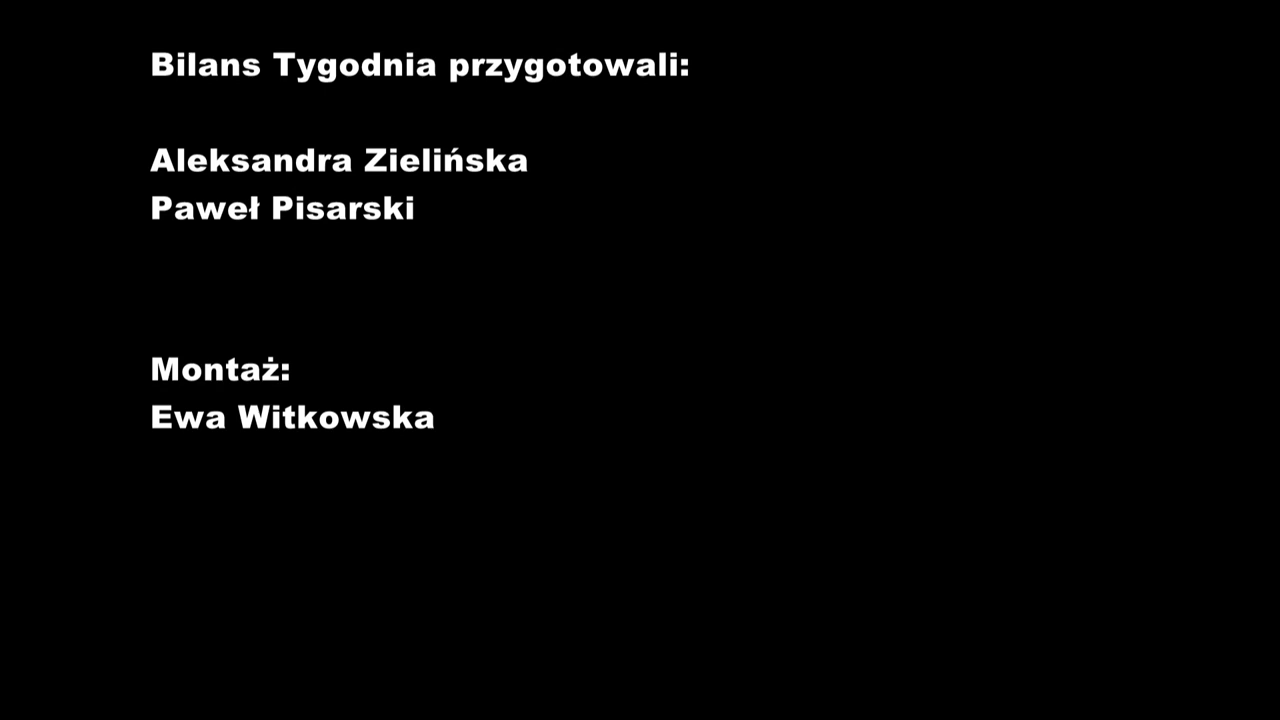 Bilans Tygodnia przygotowali:
Aleksandra Zielińska
Paweł Pisarski
Montaż:
Ewa Witkowska